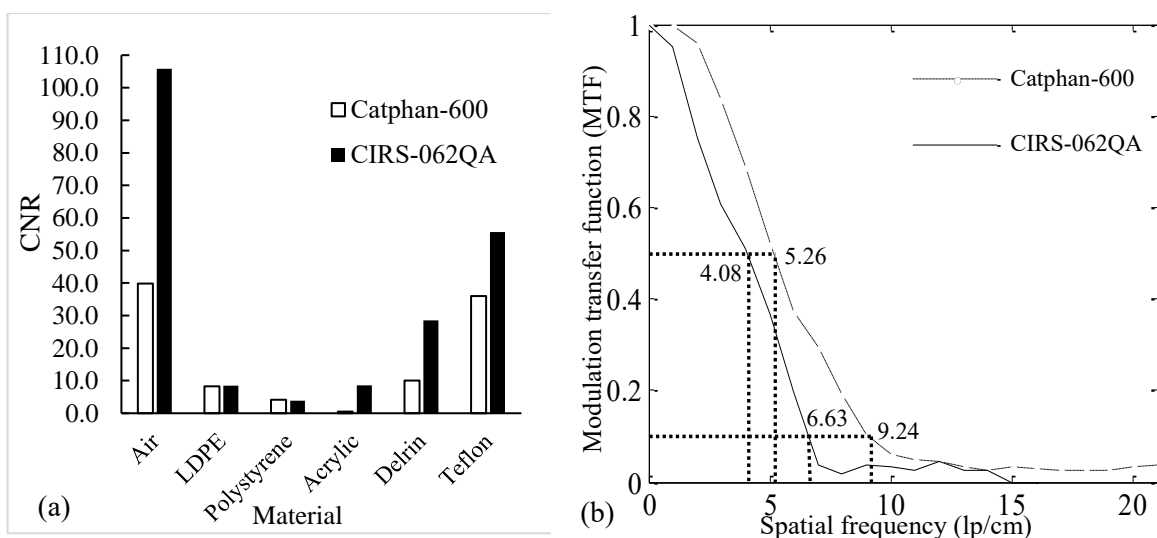 110.0
100.0
90.0
80.0
70.0
60.0
50.0
40.0
30.0
20.0
10.0
0.0
CNR
Catphan-600
CIRS-062QA
Air
LDPE
Polystyrene
Acrylic
Delrin
Teflon
(a)
Material
1
0.8
0.6
0.4
0.2
0
Modulation transfer function (MTF)
Catphan-600
CIRS-062QA
4.08
5.26
6.63
9.24
0
5
10
15
20
(b)
Spatial frequency (lp/cm)